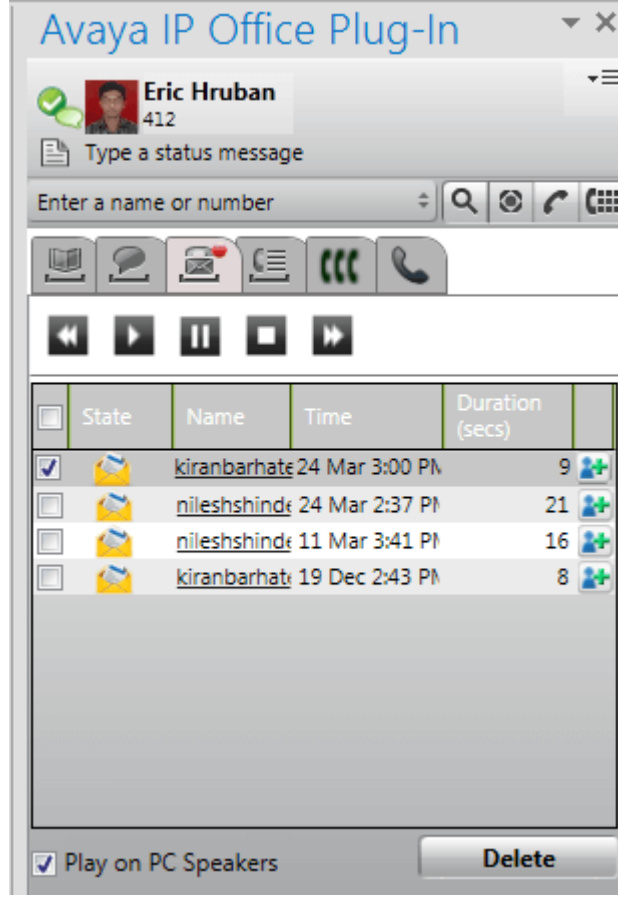 Avaya IP Office Plug-In
Eric Hruban
412
Type a status message
Enter a name or number
State Name Time Duration (secs)
kiranbarhate 24 Mar 3:00 PM 9
nileshshinde 24 Mar 2:37 PM 21
nileshshinde 11 Mar 3:41 PM 16
kiranbarhate 19 Dec 2:43 PM 8
Play on PC Speakers
Delete